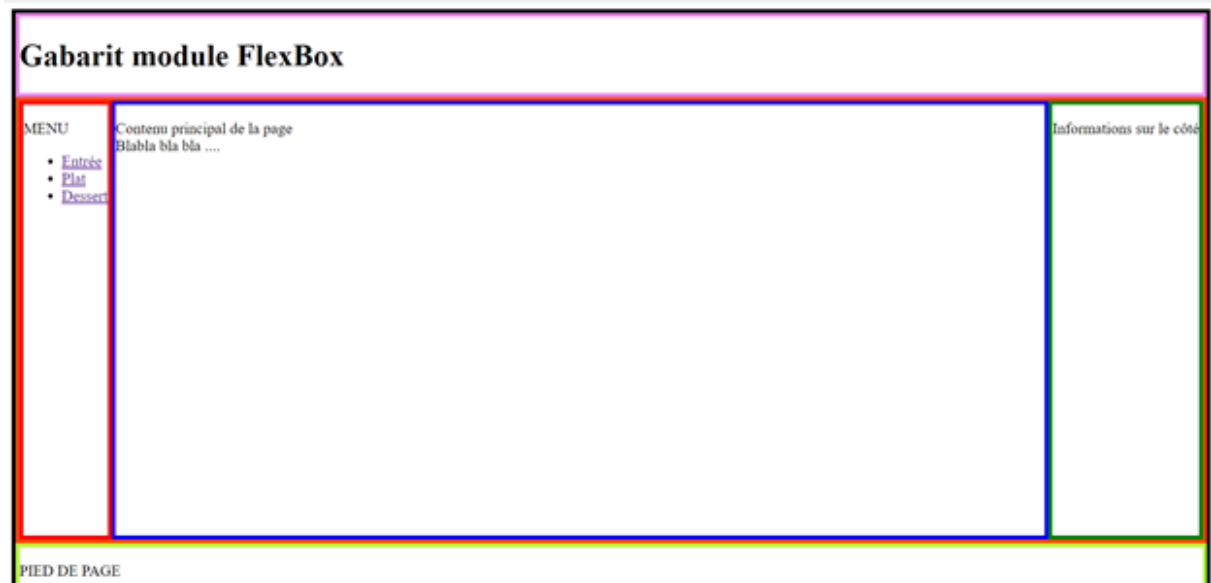 Gabarit module FlexBox
MENU
Entrée
Plat
Dessert
Contenu principal de la page
Blabla bla bla ....
Informations sur le côté
PIED DE PAGE